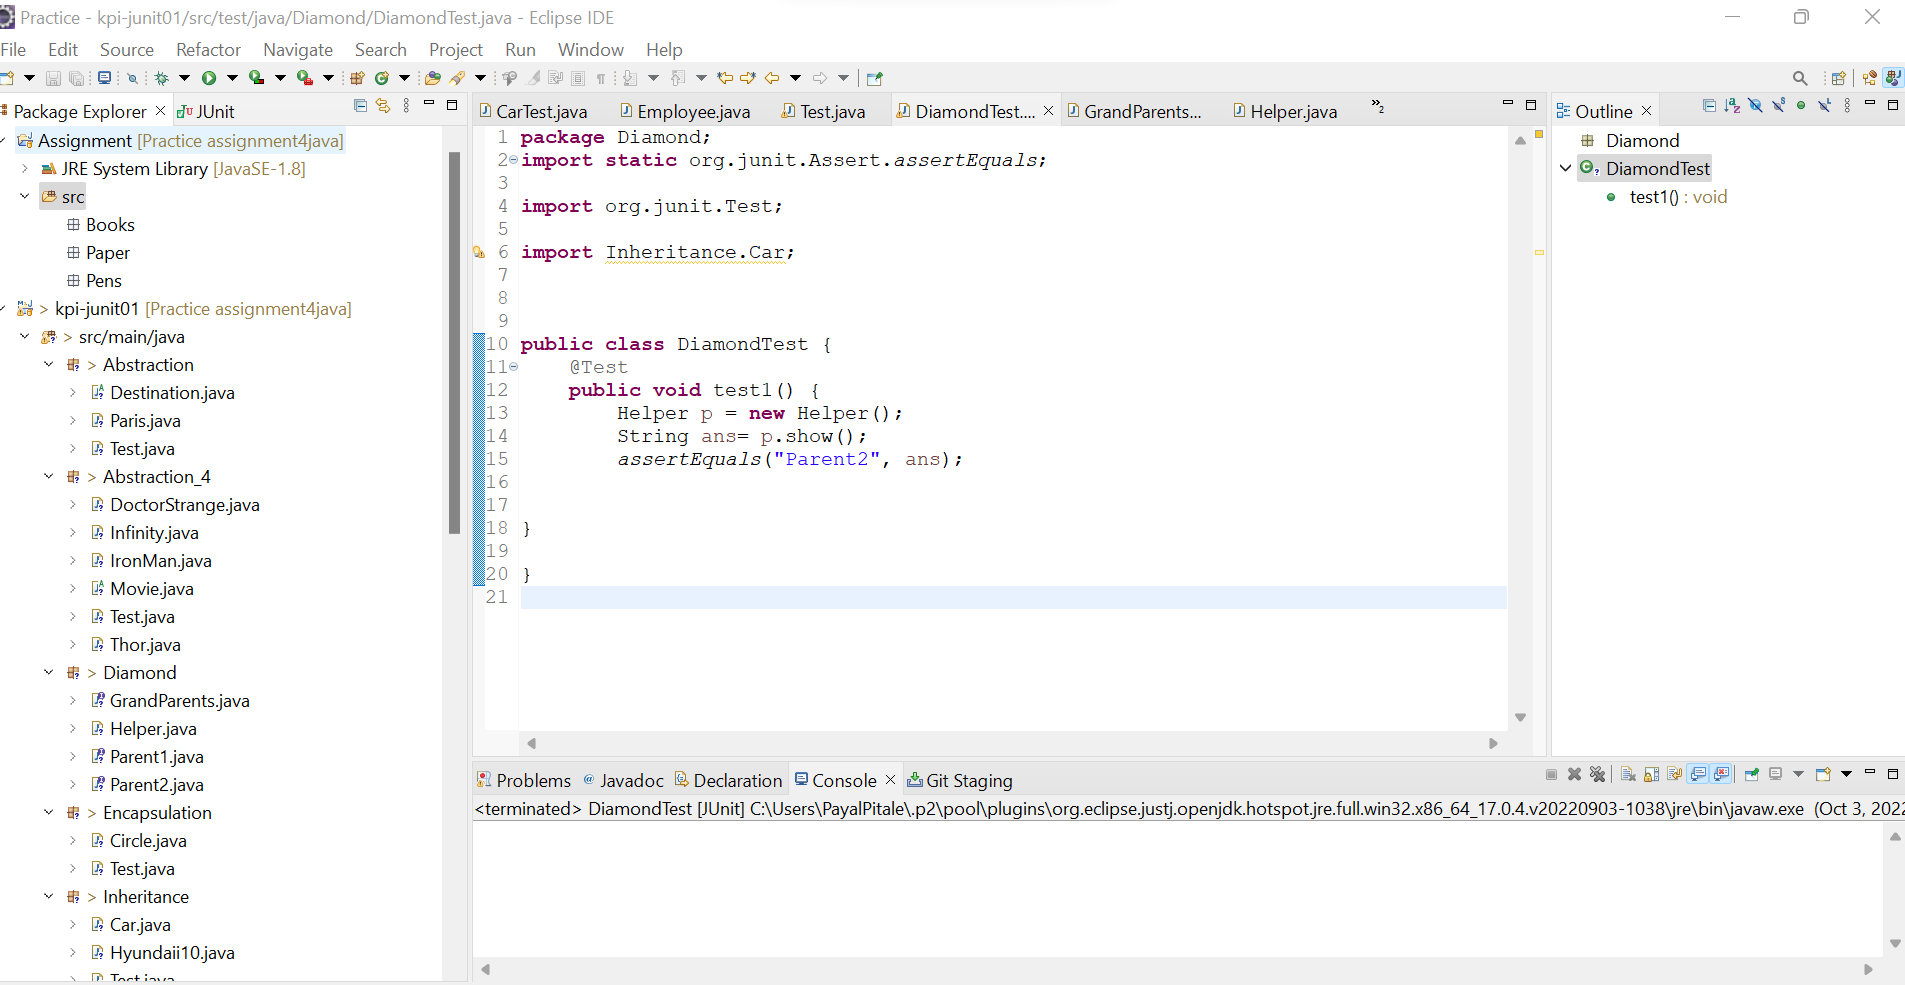 Practice - kpi-junit01/src/test/java/Diamond/DiamondTest.java - Eclipse IDE
File Edit Source Refactor Navigate Search Project Run Window Help
Package Explorer
JUnit
Assignment [Practice assignment4java]
JRE System Library [JavaSE-1.8]
src
Books
Paper
Pens
> kpi-junit01 [Practice assignment4java]
> src/main/java
> Abstraction
Destination.java
Paris.java
Test.java
> Abstraction_4
DoctorStrange.java
Infinity.java
IronMan.java
Movie.java
Test.java
Thor.java
> Diamond
GrandParents.java
Helper.java
Parent1.java
Parent2.java
> Encapsulation
Circle.java
Test.java
> Inheritance
Car.java
Hyundaii10.java
Test.java
CarTest.java Employee.java Test.java DiamondTest.... GrandParents... Helper.java »2
1 package Diamond;
2 import static org.junit.Assert.assertEquals;
3
4 import org.junit.Test;
5
6 import Inheritance.Car;
7
8
9
10 public class DiamondTest {
11 @Test
12 public void test1() {
13 Helper p = new Helper();
14 String ans= p.show();
15 assertEquals("Parent2", ans);
16
17
18 }
19
20 }
21
Outline
Diamond
DiamondTest
test1() : void
Problems @ Javadoc Declaration Console Git Staging
<terminated> DiamondTest [JUnit] C:\Users\PayalPitale\.p2\pool\plugins\org.eclipse.justj.openjdk.hotspot.jre.full.win32.x86_64_17.0.4.v20220903-1038\jre\bin\javaw.exe (Oct 3, 2022